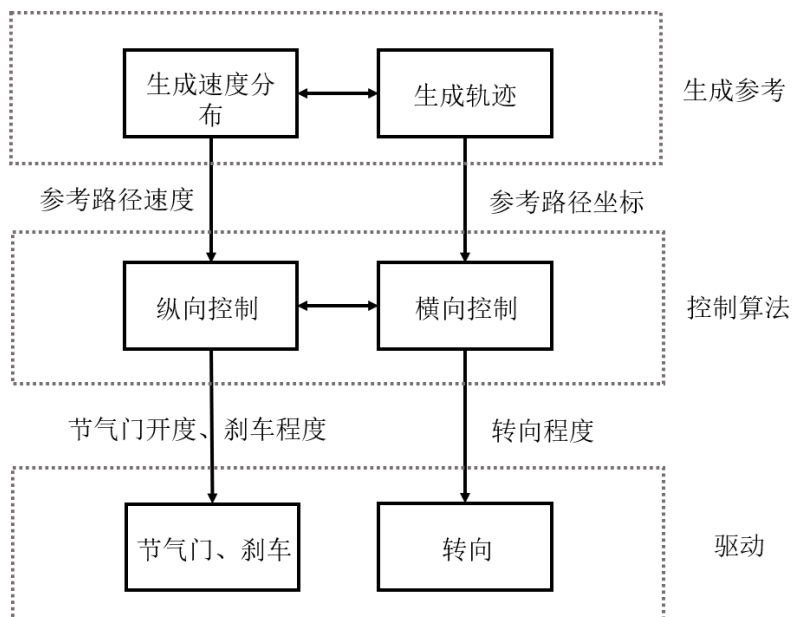 生成速度分
布
生成轨迹
生成参考
参考路径速度
参考路径坐标
纵向控制
横向控制
控制算法
节气门开度、刹车程度
转向程度
节气门、刹车
转向
驱动